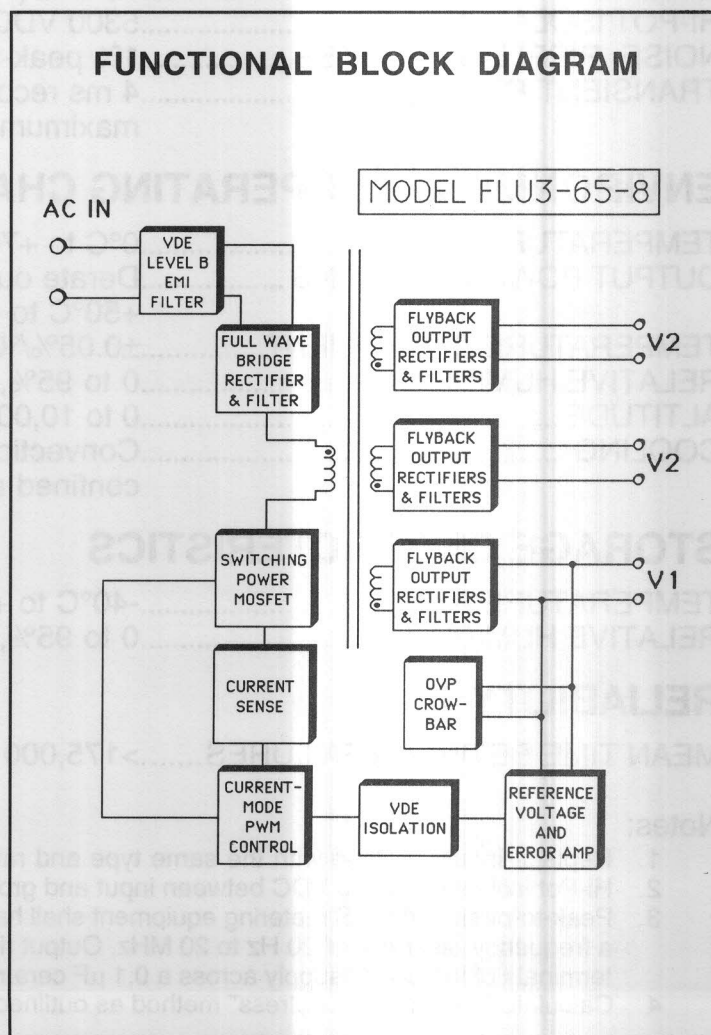 FUNCTIONAL BLOCK DIAGRAM
MODEL FLU3-65-8
AC IN
VDE
LEVEL B
EMI
FILTER
FULL WAVE
BRIDGE
RECTIFIER
& FILTER
FLYBACK
OUTPUT
RECTIFIERS
& FILTERS
V2
FLYBACK
OUTPUT
RECTIFIERS
& FILTERS
V2
SWITCHING
POWER
MOSFET
FLYBACK
OUTPUT
RECTIFIERS
& FILTERS
V1
CURRENT
SENSE
OVP
CROW-
BAR
CURRENT-
MODE
PWM
CONTROL
VDE
ISOLATION
REFERENCE
VOLTAGE
AND
ERROR AMP